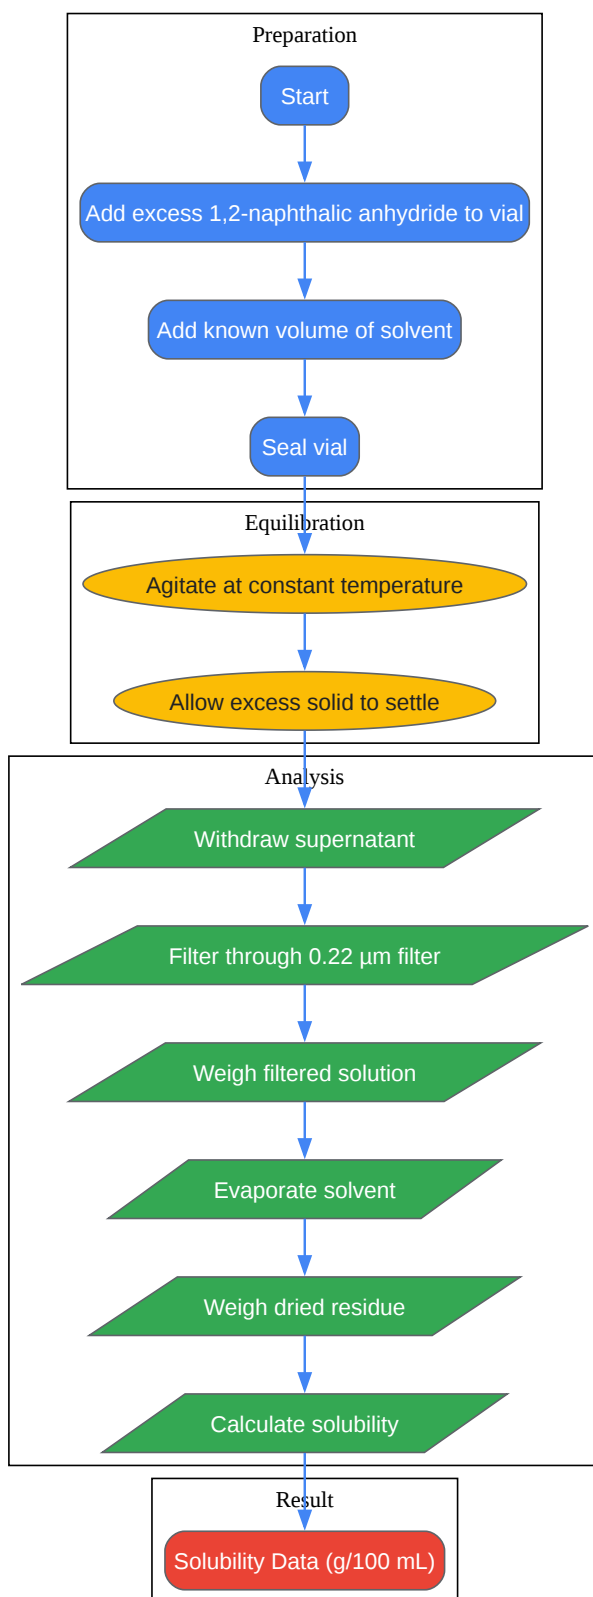 Preparation
Start
Add excess 1,2-naphthalic anhydride to vial
Add known volume of solvent
Seal vial
Equilibration
Agitate at constant temperature
Allow excess solid to settle
Analysis
Withdraw supernatant
Filter through 0.22 µm filter
Weigh filtered solution
Evaporate solvent
Weigh dried residue
Calculate solubility
Result
Solubility Data (g/100 mL)